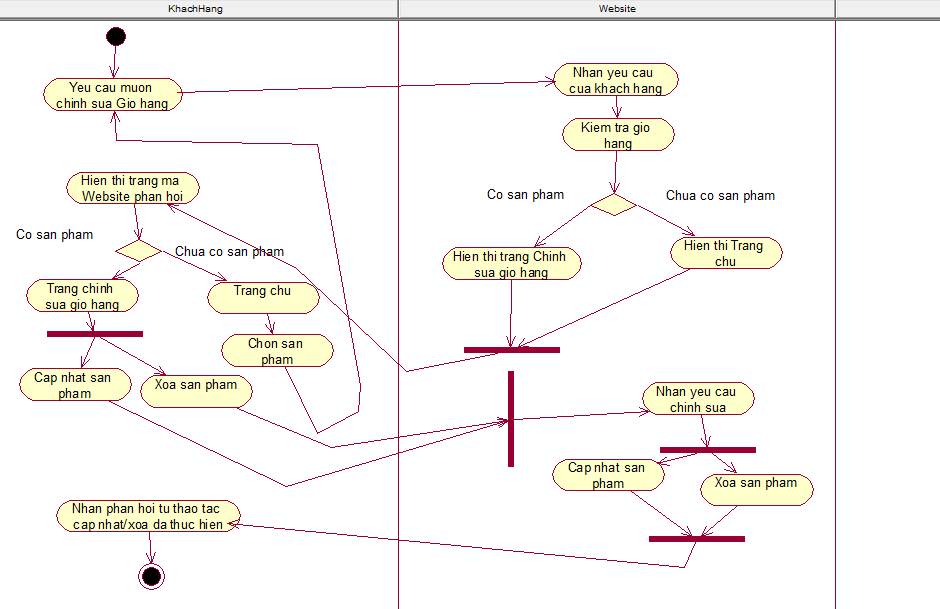 KhachHang
Website
Yeu cau muon
chinh sua Gio hang
Nhan yeu cau
cua khach hang
Kiem tra gio
hang
Co san pham
Chua co san pham
Hien thi trang Chinh
sua gio hang
Hien thi Trang
chu
Hien thi trang ma
Website phan hoi
Co san pham
Chua co san pham
Trang chinh
sua gio hang
Trang chu
Chon san
pham
Cap nhat san
pham
Xoa san pham
Nhan yeu cau
chinh sua
Cap nhat san
pham
Xoa san pham
Nhan phan hoi tu thao tac
cap nhat/xoa da thuc hien